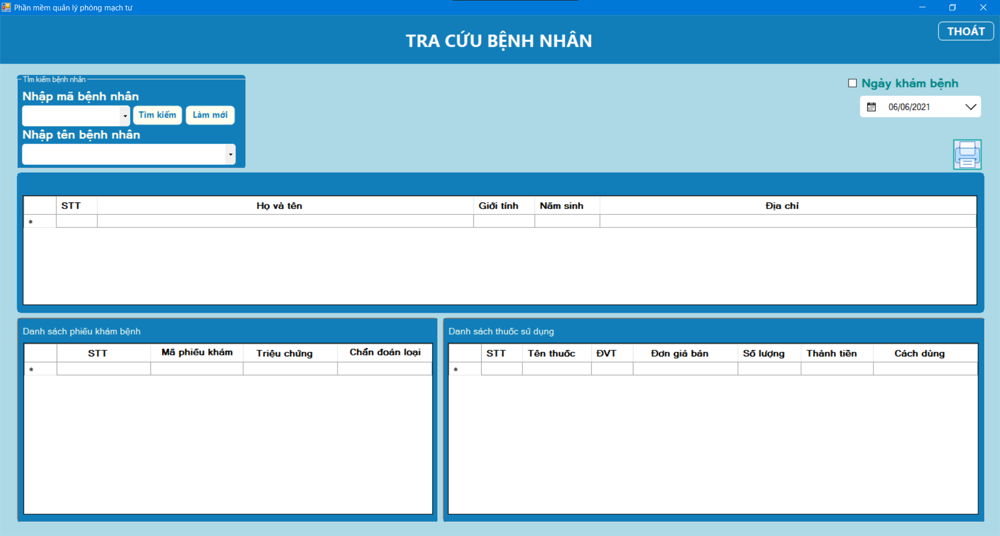 Phần mềm quản lý phòng mạch tư
TRA CỨU BỆNH NHÂN
THOÁT
Tìm kiếm bệnh nhân
Nhập mã bệnh nhân
Tìm kiếm
Làm mới
Nhập tên bệnh nhân
Ngày khám bệnh
06/06/2021
STT Họ và tên Giới tính Năm sinh Địa chỉ
Danh sách phiếu khám bệnh
STT Mã phiếu khám Triệu chứng Chẩn đoán loại
Danh sách thuốc sử dụng
STT Tên thuốc ĐVT Đơn giá bán Số lượng Thành tiền Cách dùng